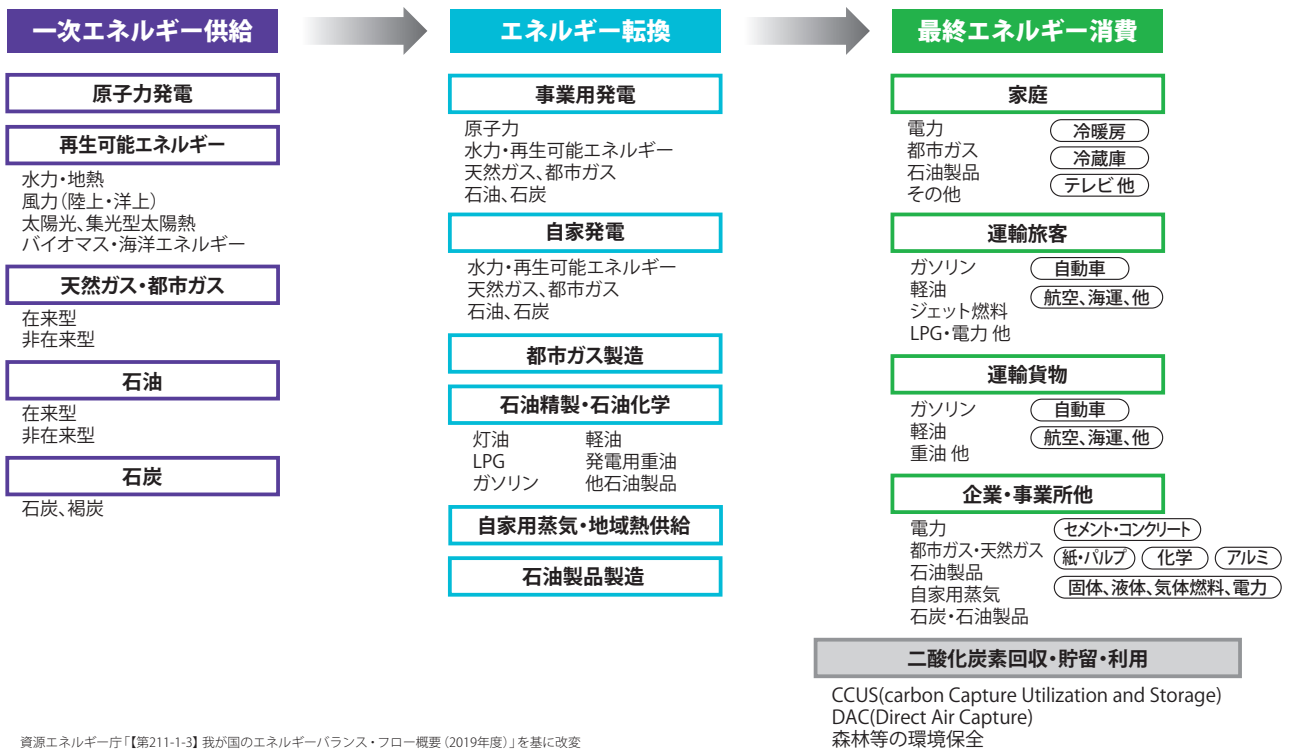 一次エネルギー供給
原子力発電
再生可能エネルギー
水力・地熱
風力(陸上・洋上)
太陽光、集光型太陽熱
バイオマス・海洋エネルギー
天然ガス・都市ガス
在来型
非在来型
石油
在来型
非在来型
石炭
石炭、褐炭
エネルギー転換
事業用発電
原子力
水力・再生可能エネルギー
天然ガス、都市ガス
石油、石炭
自家発電
水力・再生可能エネルギー
天然ガス、都市ガス
石油、石炭
都市ガス製造
石油精製・石油化学
灯油 軽油
LPG 発電用重油
ガソリン 他石油製品
自家用蒸気・地域熱供給
石油製品製造
最終エネルギー消費
家庭
電力 冷暖房
都市ガス 冷蔵庫
石油製品 テレビ 他
その他
運輸旅客
ガソリン 自動車
軽油 航空、海運、他
ジェット燃料
LPG・電力 他
運輸貨物
ガソリン 自動車
軽油 航空、海運、他
重油 他
企業・事業所他
電力 セメント・コンクリート
都市ガス・天然ガス 紙・パルプ 化学 アルミ
石油製品 固体、液体、気体燃料、電力
自家用蒸気
石炭・石油製品
二酸化炭素回収・貯留・利用
CCUS(carbon Capture Utilization and Storage)
DAC(Direct Air Capture)
森林等の環境保全
資源エネルギー庁「【第211-1-3】我が国のエネルギーバランス・フロー概要(2019年度)」を基に改変